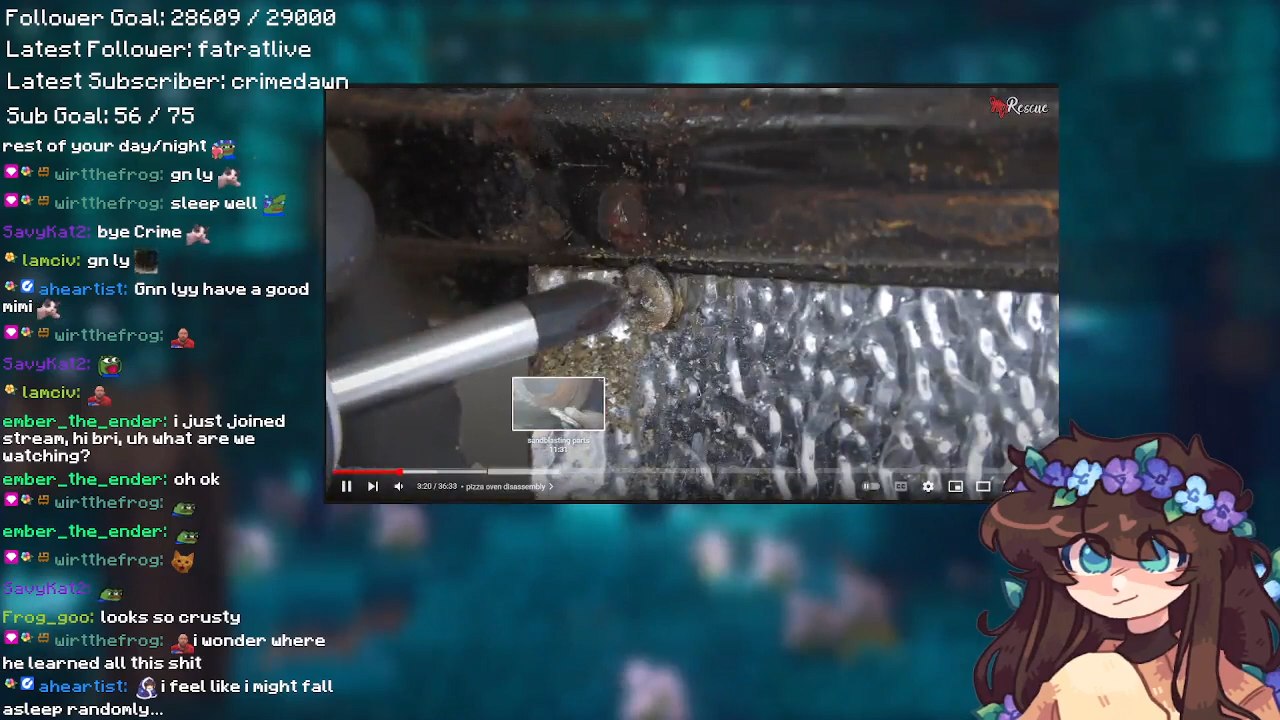 Follower Goal: 28609 / 29000
Latest Follower: fatratlive
Latest Subscriber: crimedawn
Sub Goal: 56 / 75
rest of your day/night
wirtthefrog: gn ly
wirtthefrog: sleep well
SavyKat2: bye Crime
lamciv: gn ly
aheartist: Gnn lyy have a good
mimi
wirtthefrog:
SavyKat2:
lamciv:
ember_the_ender: i just joined
stream, hi bri, uh what are we
watching?
ember_the_ender: oh ok
wirtthefrog:
ember_the_ender:
wirtthefrog:
SavyKat2:
Frog_goo: looks so crusty
wirtthefrog: i wonder where
he learned all this shit
aheartist: i feel like i might fall
asleep randomly...
Rescue
sandblasting parts
11:31
3:20 / 36:33 • pizza oven disassembly >
CC